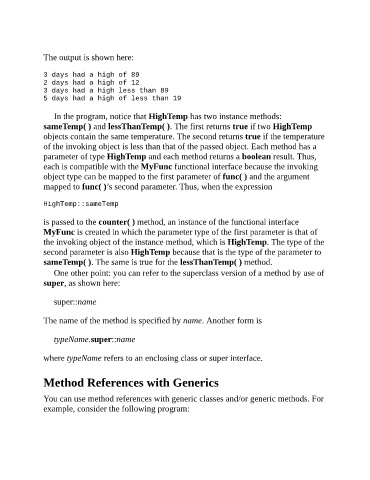 The output is shown here:
3 days had a high of 89
2 days had a high of 12
3 days had a high less than 89
5 days had a high of less than 19
In the program, notice that HighTemp has two instance methods:
sameTemp( ) and lessThanTemp( ). The first returns true if two HighTemp
objects contain the same temperature. The second returns true if the temperature
of the invoking object is less than that of the passed object. Each method has a
parameter of type HighTemp and each method returns a boolean result. Thus,
each is compatible with the MyFunc functional interface because the invoking
object type can be mapped to the first parameter of func( ) and the argument
mapped to func( )'s second parameter. Thus, when the expression
HighTemp::sameTemp
is passed to the counter( ) method, an instance of the functional interface
MyFunc is created in which the parameter type of the first parameter is that of
the invoking object of the instance method, which is HighTemp. The type of the
second parameter is also HighTemp because that is the type of the parameter to
sameTemp( ). The same is true for the lessThanTemp( ) method.
One other point: you can refer to the superclass version of a method by use of
super, as shown here:
super::name
The name of the method is specified by name. Another form is
typeName.super::name
where typeName refers to an enclosing class or super interface.
Method References with Generics
You can use method references with generic classes and/or generic methods. For
example, consider the following program: